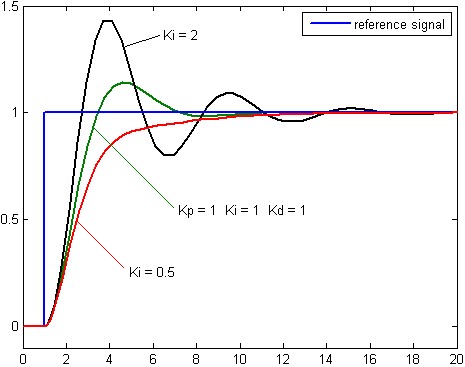 1.5
reference signal
Ki = 2
1
Kp = 1 Ki = 1 Kd = 1
0.5
Ki = 0.5
0
0 2 4 6 8 10 12 14 16 18 20